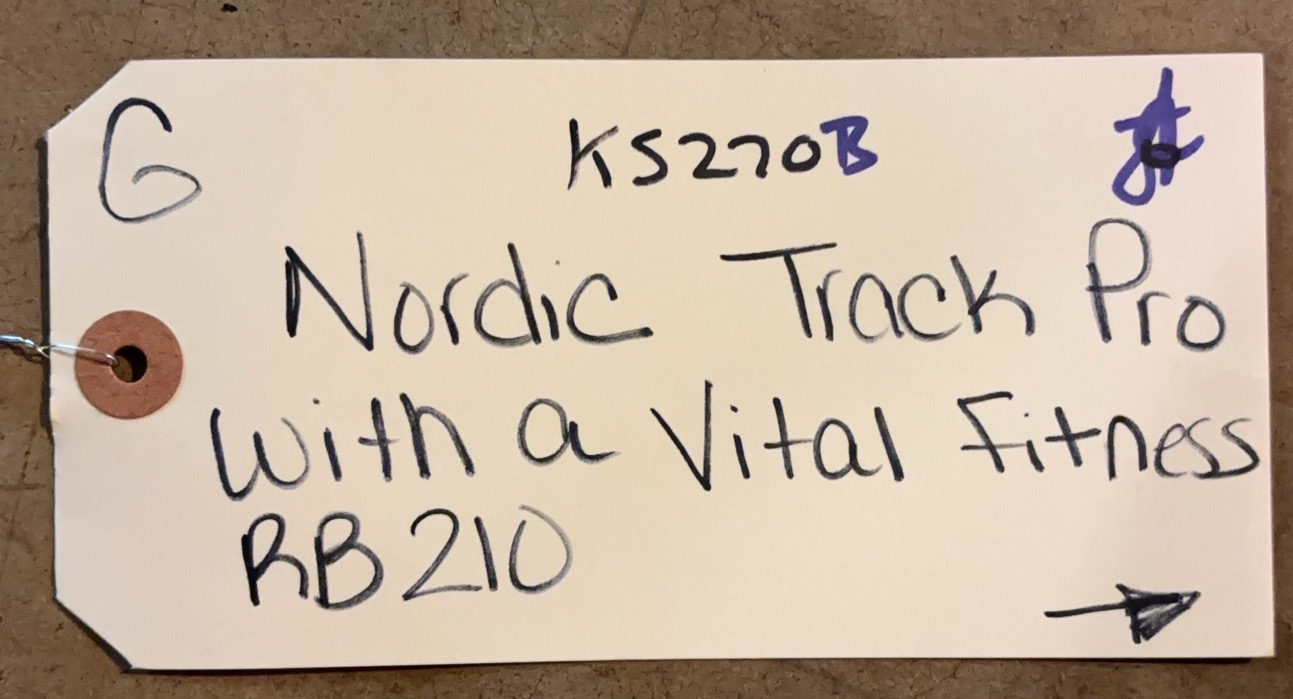 G KS270B
Nordic Track Pro
with a Vital Fitness
RB210